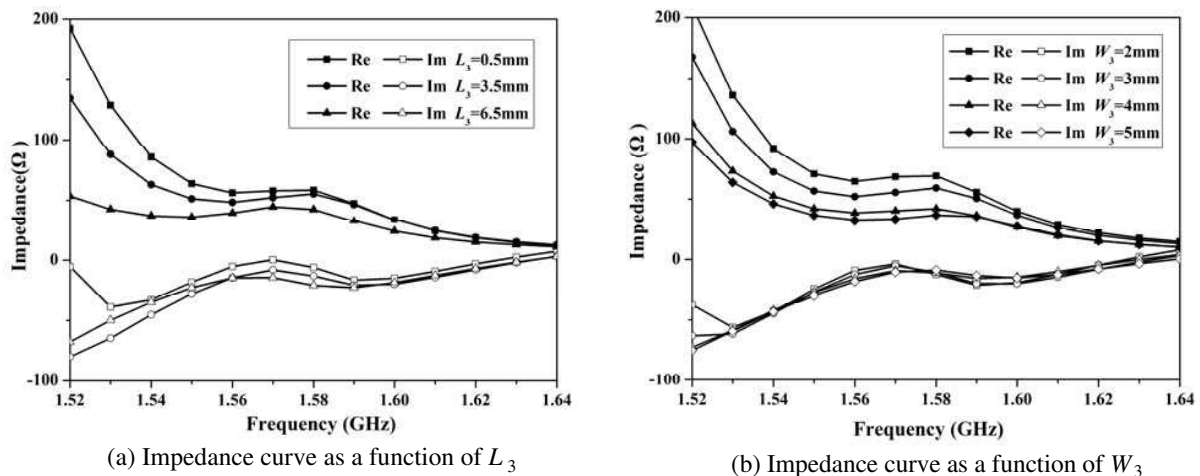 200
100
0
-100
Impedance(Ω)
Re Im L₃=0.5mm
Re Im L₃=3.5mm
Re Im L₃=6.5mm
1.52 1.54 1.56 1.58 1.60 1.62 1.64
Frequency (GHz)
(a) Impedance curve as a function of L₃
200
100
0
-100
Impedance (Ω)
Re Im W₃=2mm
Re Im W₃=3mm
Re Im W₃=4mm
Re Im W₃=5mm
1.52 1.54 1.56 1.58 1.60 1.62 1.64
Frequency (GHz)
(b) Impedance curve as a function of W₃